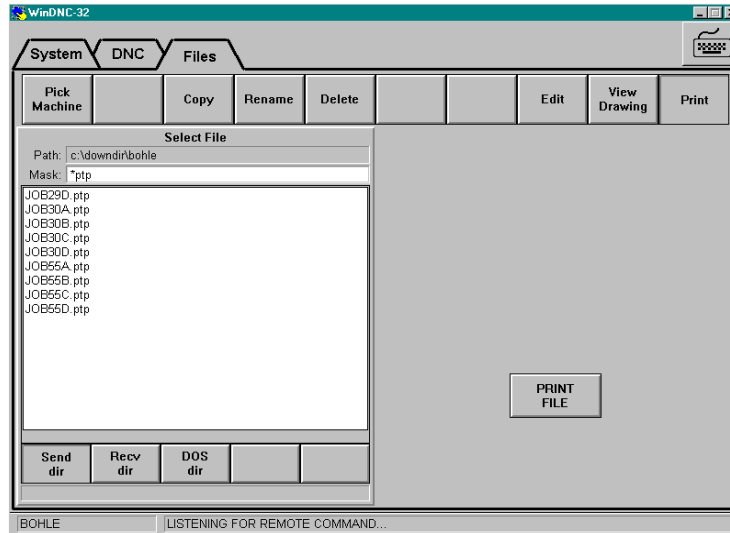 WinDNC-32
System DNC Files
Pick Machine Copy Rename Delete Edit View Drawing Print
Select File
Path: c:\downdir\bohle
Mask: *ptp
JOB29D.ptp
JOB30A.ptp
JOB30B.ptp
JOB30C.ptp
JOB30D.ptp
JOB55A.ptp
JOB55B.ptp
JOB55C.ptp
JOB55D.ptp
PRINT
FILE
Send dir Recv dir DOS dir
BOHLE LISTENING FOR REMOTE COMMAND...